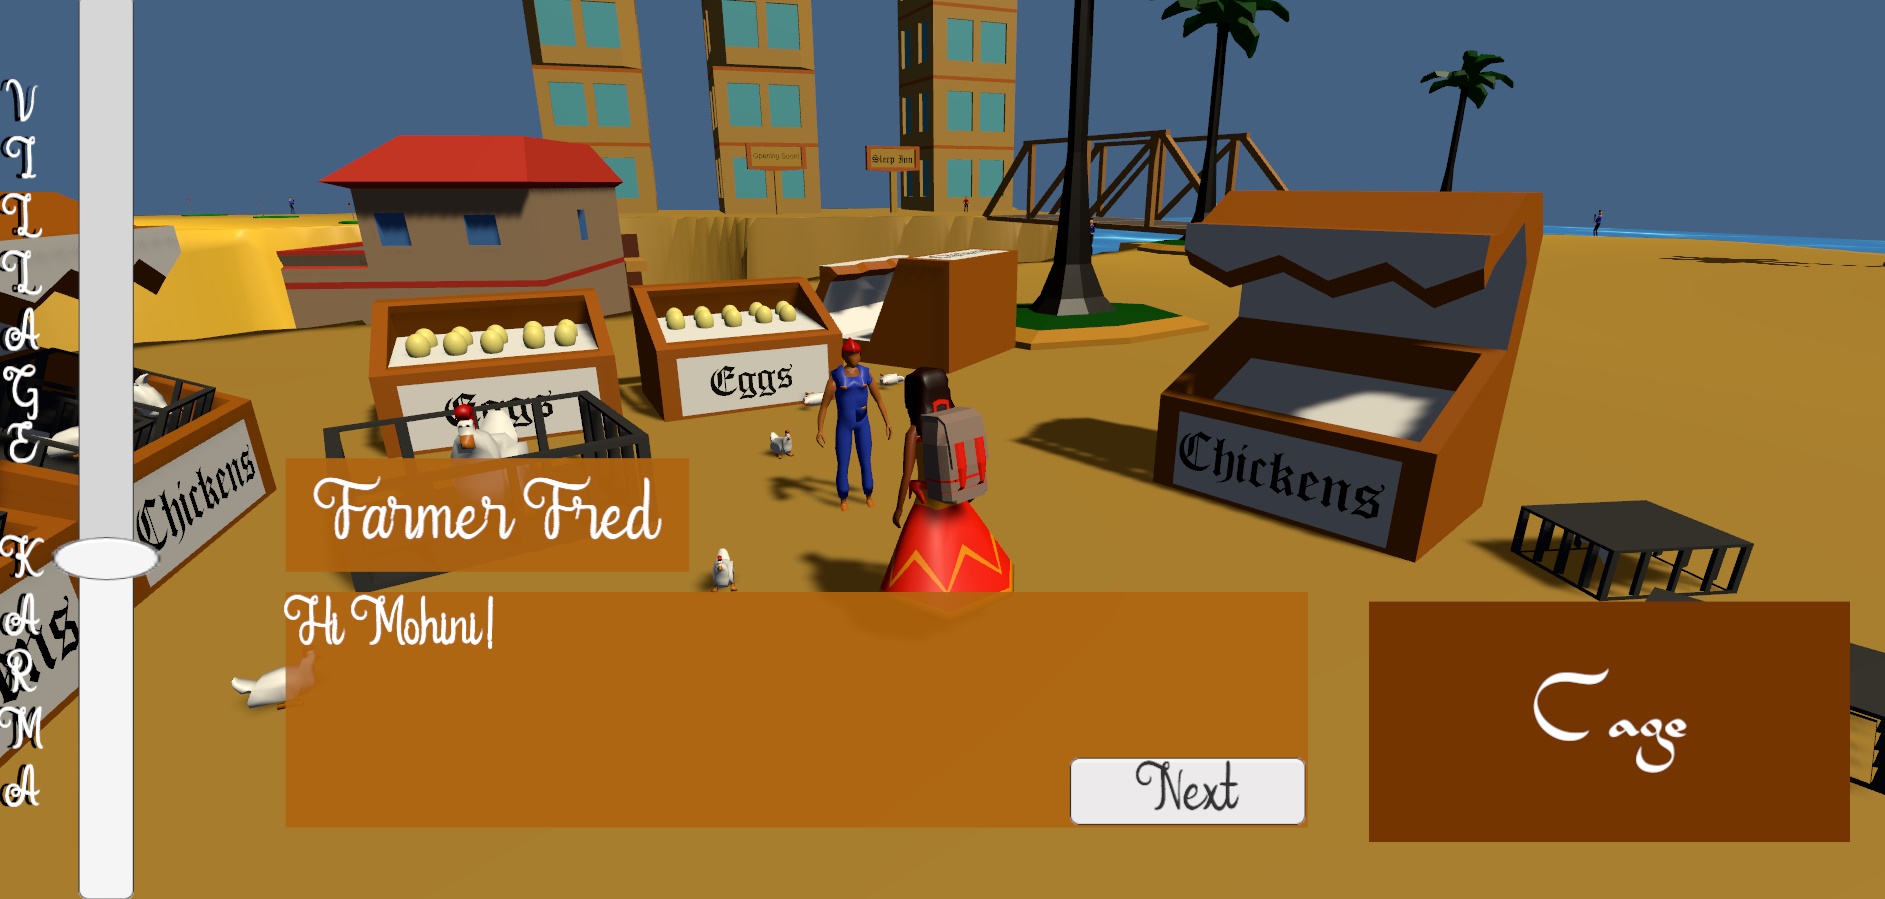 VILLAGE KARMA
Opening Soon!
Sleep Inn
Eggs
Eggs
Chickens
Chickens
Farmer Fred
Hi Mohini!
Next
Cage